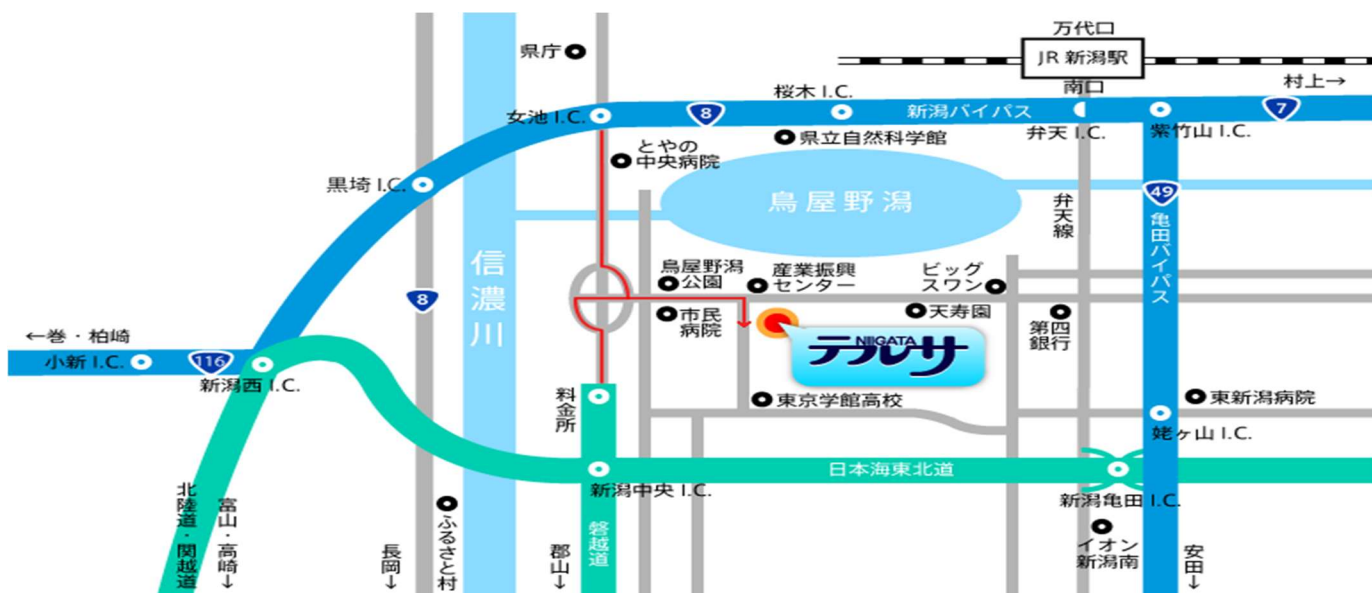 万代口
JR 新潟駅
南口
県庁
村上→
桜木 I.C.
女池 I.C.
8
新潟バイパス
7
弁天 I.C.
紫竹山 I.C.
県立自然科学館
とやの
中央病院
黒埼 I.C.
鳥屋野潟
49
弁天線
亀田バイパス
信濃川
8
鳥屋野潟
公園
産業振興
センター
ビッグ
スワン
市民
病院
天寿園
第四
銀行
←巻・柏崎
小新 I.C.
116
新潟西 I.C.
NIIGATA
テルサ
料金所
東京学館高校
東新潟病院
姥ヶ山 I.C.
日本海東北道
新潟中央 I.C.
新潟亀田 I.C.
北陸道・関越道
富山・高崎→
長岡→
ふるさと村
郡山→
磐越道
イオン
新潟南
安田→